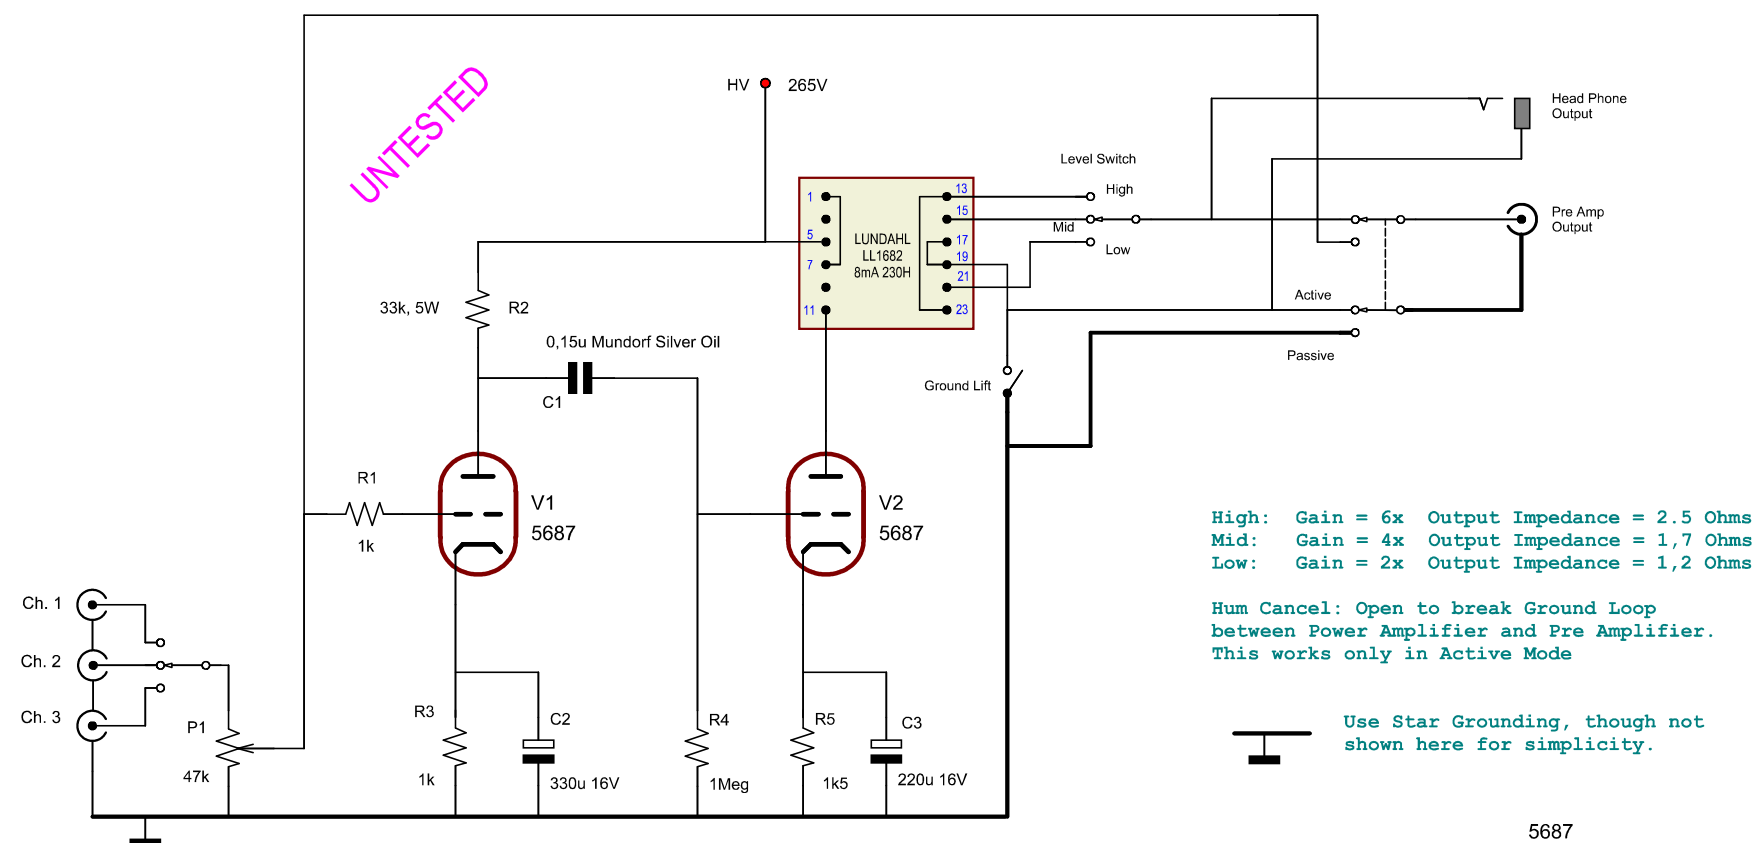 HV
265V
UNTESTED
Head Phone
Output
Level Switch
High
Mid
Low
Pre Amp
Output
1
5
7
11
LUNDAHL
LL1682
8mA 230H
13
15
17
19
21
23
33k, 5W
R2
Active
Passive
0,15u Mundorf Silver Oil
C1
Ground Lift
R1
1k
V1
5687
V2
5687
High: Gain = 6x Output Impedance = 2.5 Ohms
Mid: Gain = 4x Output Impedance = 1,7 Ohms
Low: Gain = 2x Output Impedance = 1,2 Ohms
Hum Cancel: Open to break Ground Loop
between Power Amplifier and Pre Amplifier.
This works only in Active Mode
Ch. 1
Ch. 2
Ch. 3
P1
47k
R3
1k
C2
330u 16V
R4
1Meg
R5
1k5
C3
220u 16V
Use Star Grounding, though not
shown here for simplicity.
5687